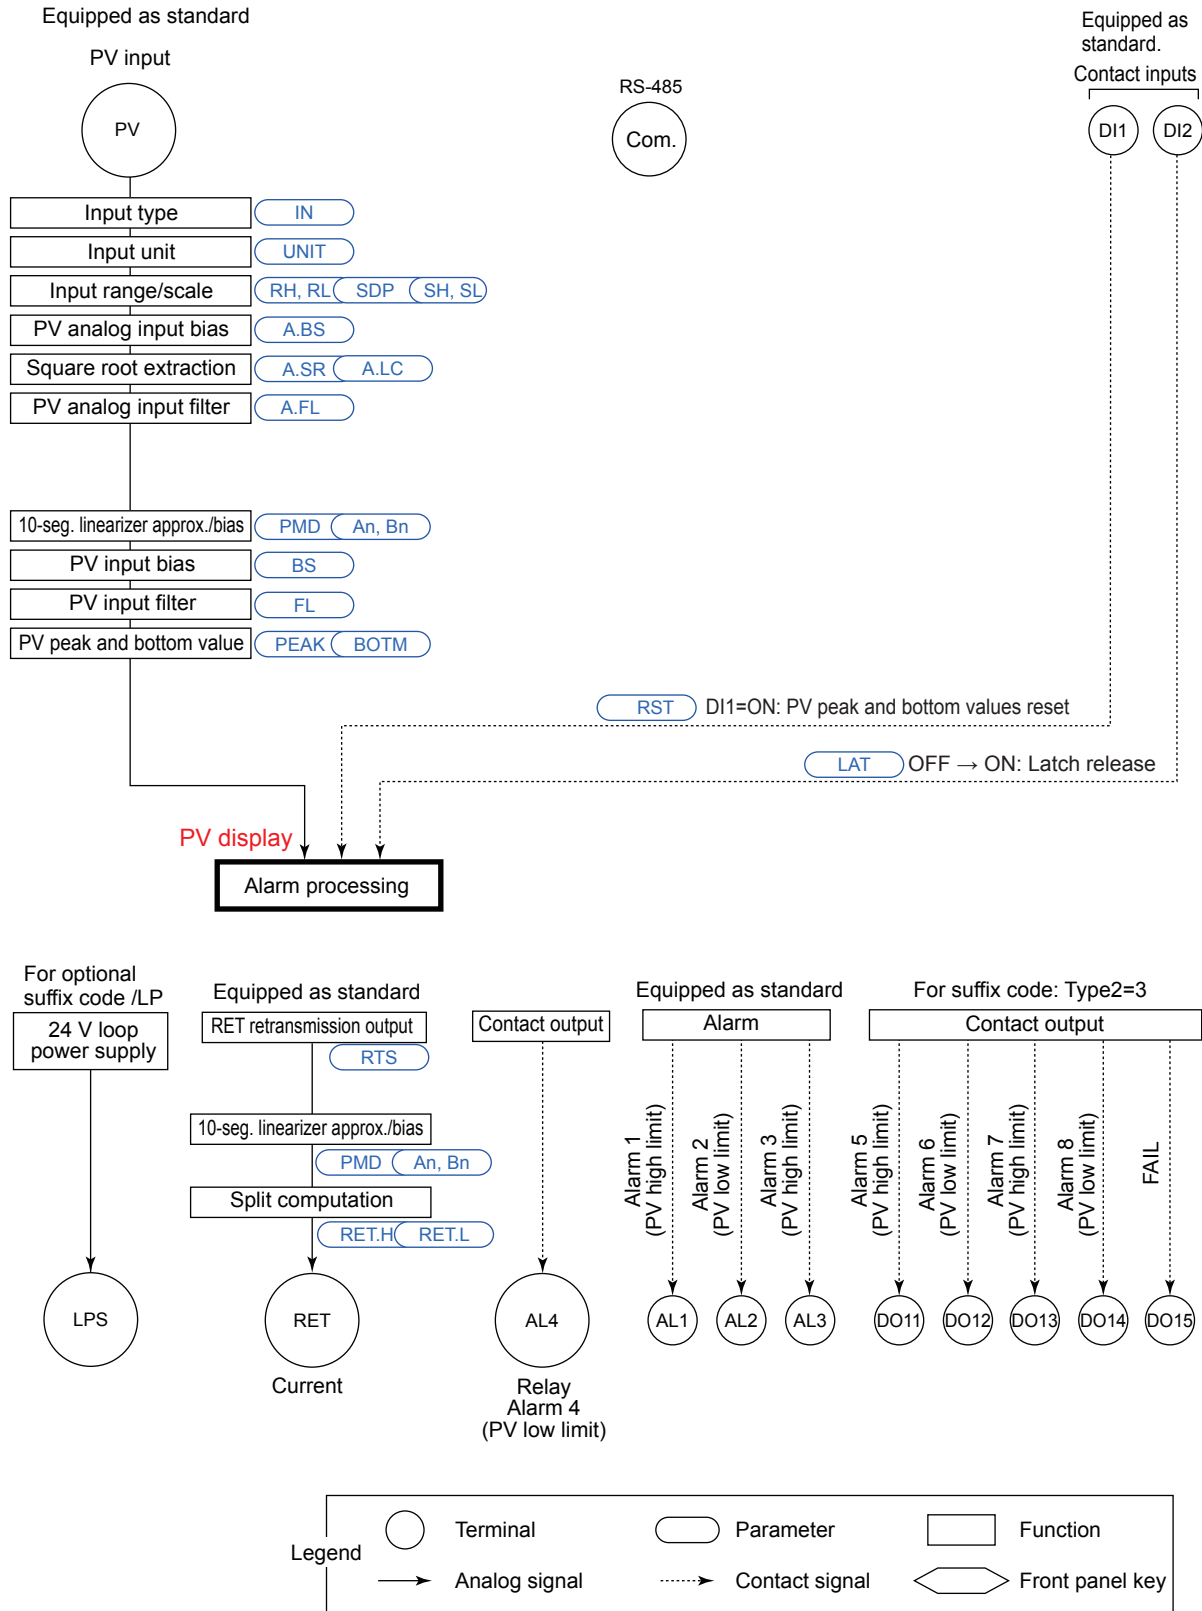 Equipped as standard
PV input
PV
RS-485
Com.
Equipped as
standard.
Contact inputs
DI1
DI2
Input type
IN
Input unit
UNIT
Input range/scale
RH, RL
SDP
SH, SL
PV analog input bias
A.BS
Square root extraction
A.SR
A.LC
PV analog input filter
A.FL
10-seg. linearizer approx./bias
PMD
An, Bn
PV input bias
BS
PV input filter
FL
PV peak and bottom value
PEAK
BOTM
RST
DI1=ON: PV peak and bottom values reset
LAT
OFF → ON: Latch release
PV display
Alarm processing
For optional
suffix code /LP
24 V loop
power supply
LPS
Equipped as standard
RET retransmission output
RTS
10-seg. linearizer approx./bias
PMD
An, Bn
Split computation
RET.H
RET.L
RET
Current
Contact output
AL4
Relay
Alarm 4
(PV low limit)
Equipped as standard
Alarm
Alarm 1
(PV high limit)
Alarm 2
(PV low limit)
Alarm 3
(PV high limit)
AL1
AL2
AL3
For suffix code: Type2=3
Contact output
Alarm 5
(PV high limit)
Alarm 6
(PV low limit)
Alarm 7
(PV high limit)
Alarm 8
(PV low limit)
FAIL
DO11
DO12
DO13
DO14
DO15
Legend
Terminal
Parameter
Function
Analog signal
Contact signal
Front panel key